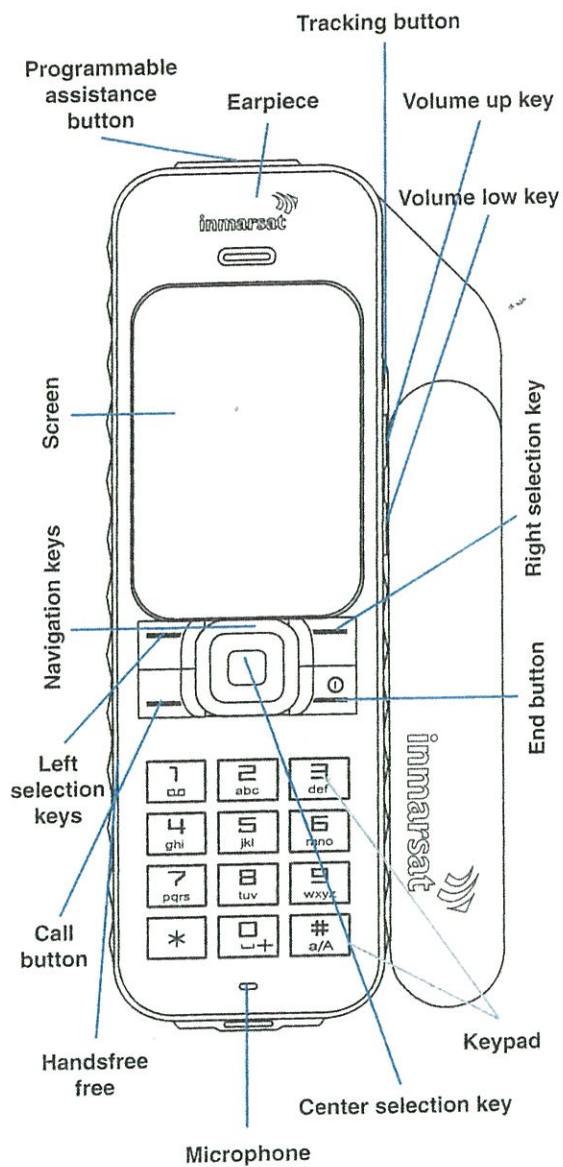 Tracking button
Programmable
assistance
button
Earpiece
Volume up key
Volume low key
inmarsat
Screen
Right selection key
Navigation keys
End button
Left
selection
keys
1
2 abc
3 def
4 ghi
5 jkl
6 mno
7 pqrs
8 tuv
9 wxyz
*
0 +
# a/A
inmarsat
Call
button
Handsfree
free
Keypad
Center selection key
Microphone